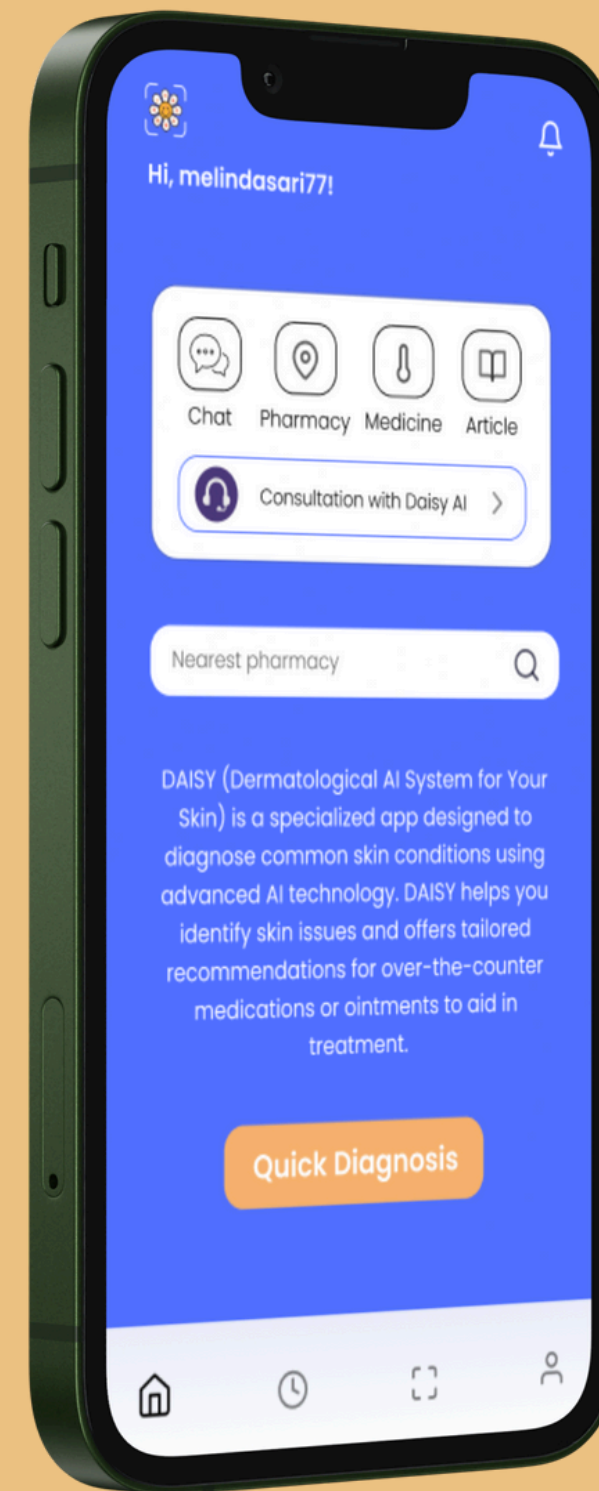 Hi, melindasari77!
Chat
Pharmacy
Medicine
Article
Consultation with Daisy AI
Nearest pharmacy
DAISY (Dermatological AI System for Your
Skin) is a specialized app designed to
diagnose common skin conditions using
advanced AI technology. DAISY helps you
identify skin issues and offers tailored
recommendations for over-the-counter
medications or ointments to aid in
treatment.
Quick Diagnosis